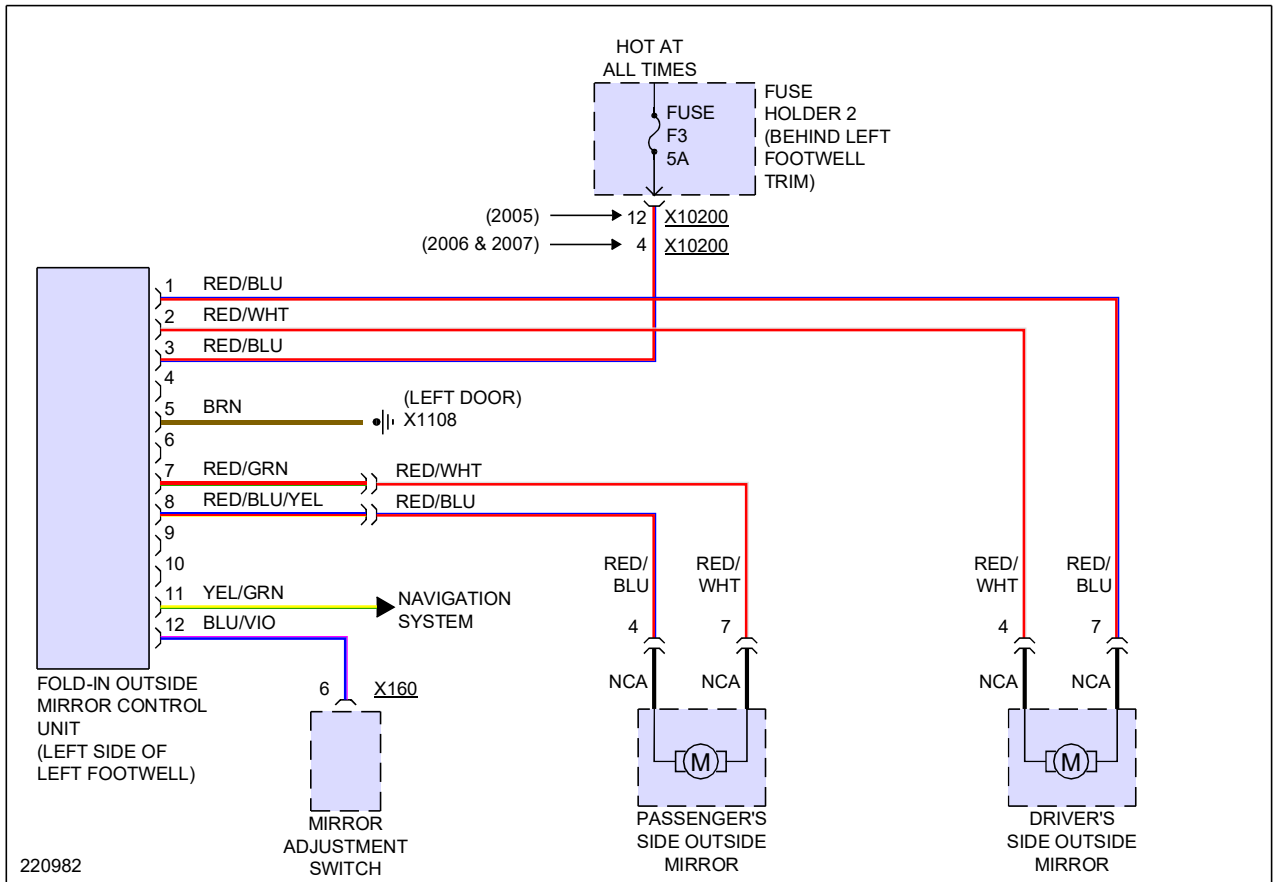 HOT AT
ALL TIMES
FUSE
F3
5A
FUSE
HOLDER 2
(BEHIND LEFT
FOOTWELL
TRIM)
(2005) 12 X10200
(2006 & 2007) 4 X10200
1 RED/BLU
2 RED/WHT
3 RED/BLU
4
5 BRN
(LEFT DOOR)
X1108
6
7 RED/GRN RED/WHT
8 RED/BLU/YEL RED/BLU
9
10
11 YEL/GRN
NAVIGATION
SYSTEM
12 BLU/VIO
FOLD-IN OUTSIDE
MIRROR CONTROL
UNIT
(LEFT SIDE OF
LEFT FOOTWELL)
6 X160
MIRROR
ADJUSTMENT
SWITCH
RED/ RED/ RED/ RED/
BLU WHT WHT BLU
4 7 4 7
NCA NCA NCA NCA
M M
PASSENGER'S
SIDE OUTSIDE
MIRROR
DRIVER'S
SIDE OUTSIDE
MIRROR
220982